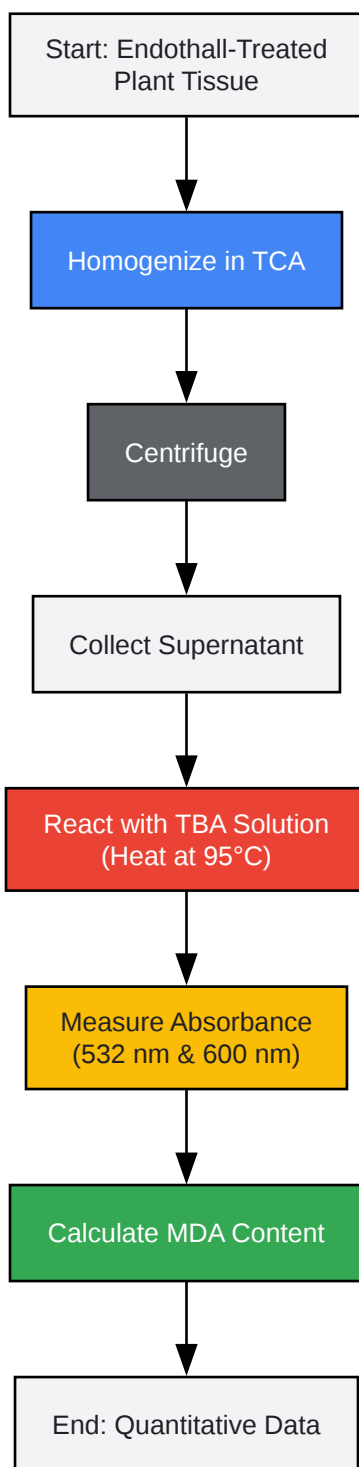 Start: Endothall-Treated
Plant Tissue
Homogenize in TCA
Centrifuge
Collect Supernatant
React with TBA Solution
(Heat at 95°C)
Measure Absorbance
(532 nm & 600 nm)
Calculate MDA Content
End: Quantitative Data